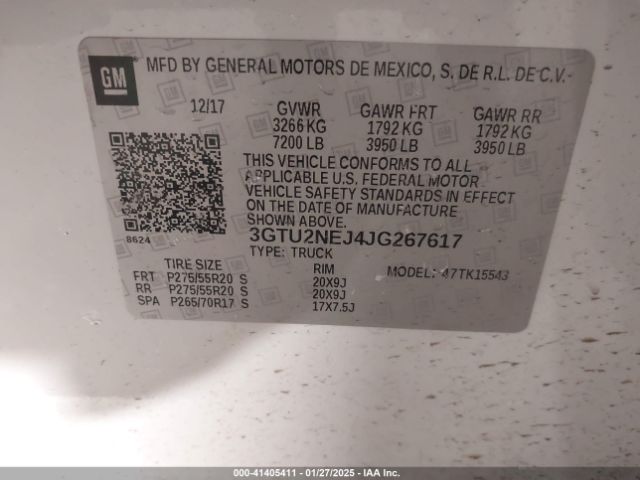 GM
MFD BY GENERAL MOTORS DE MEXICO, S. DE R.L. DE C.V.
12/17 GVWR GAWR FRT GAWR RR
3266 KG 1792 KG 1792 KG
7200 LB 3950 LB 3950 LB
THIS VEHICLE CONFORMS TO ALL
APPLICABLE U.S. FEDERAL MOTOR
VEHICLE SAFETY STANDARDS IN EFFECT
ON THE DATE OF MANUFACTURE
SHOWN ABOVE.
8624
3GTU2NEJ4JG267617
TYPE: TRUCK
TIRE SIZE RIM MODEL: 47TK15543
FRT P275/55R20 S 20X9J
RR P275/55R20 S 20X9J
SPA P265/70R17 S 17X7.5J
000-41405411 - 01/27/2025 - IAA Inc.